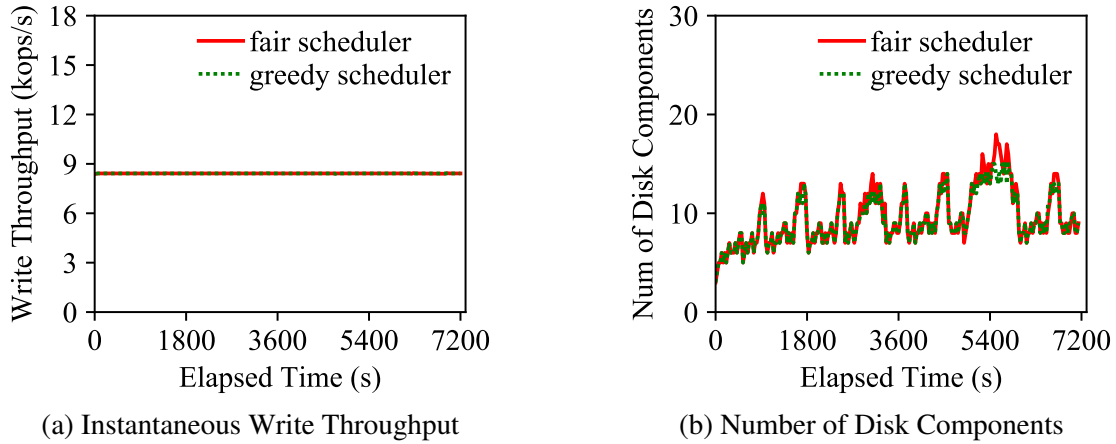 Write Throughput (kops/s)
18
15
12
9
6
3
0
fair scheduler
greedy scheduler
0 1800 3600 5400 7200
Elapsed Time (s)
(a) Instantaneous Write Throughput
Num of Disk Components
30
20
10
0
fair scheduler
greedy scheduler
0 1800 3600 5400 7200
Elapsed Time (s)
(b) Number of Disk Components